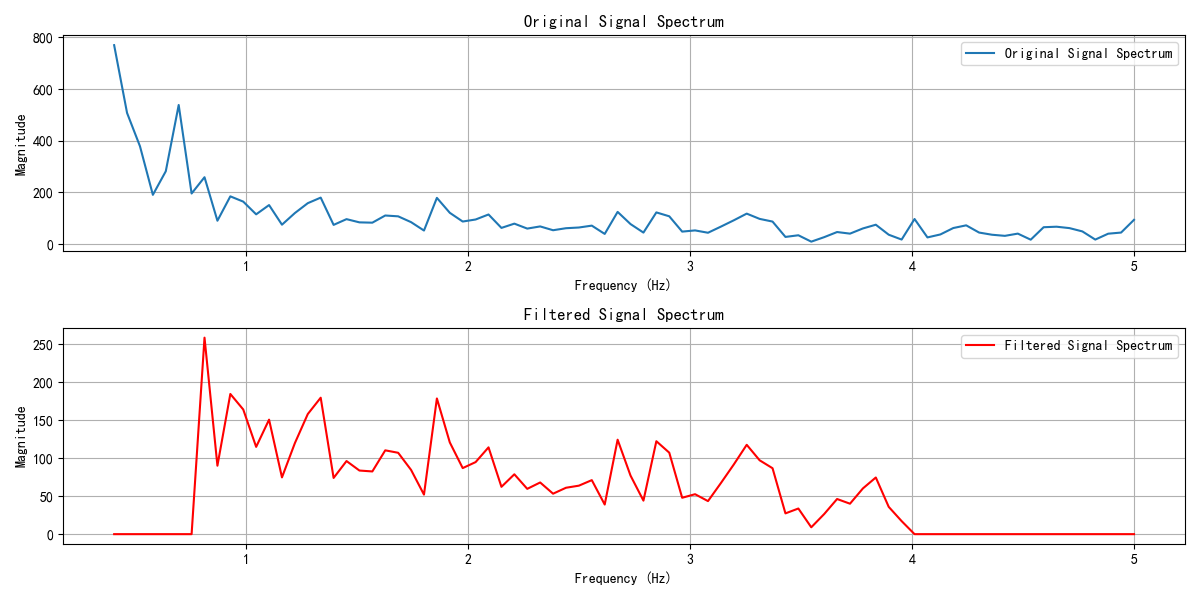 Original Signal Spectrum
Magnitude
800
600
400
200
0
Original Signal Spectrum
1 2 3 4 5
Frequency (Hz)
Filtered Signal Spectrum
Magnitude
250
200
150
100
50
0
Filtered Signal Spectrum
1 2 3 4 5
Frequency (Hz)